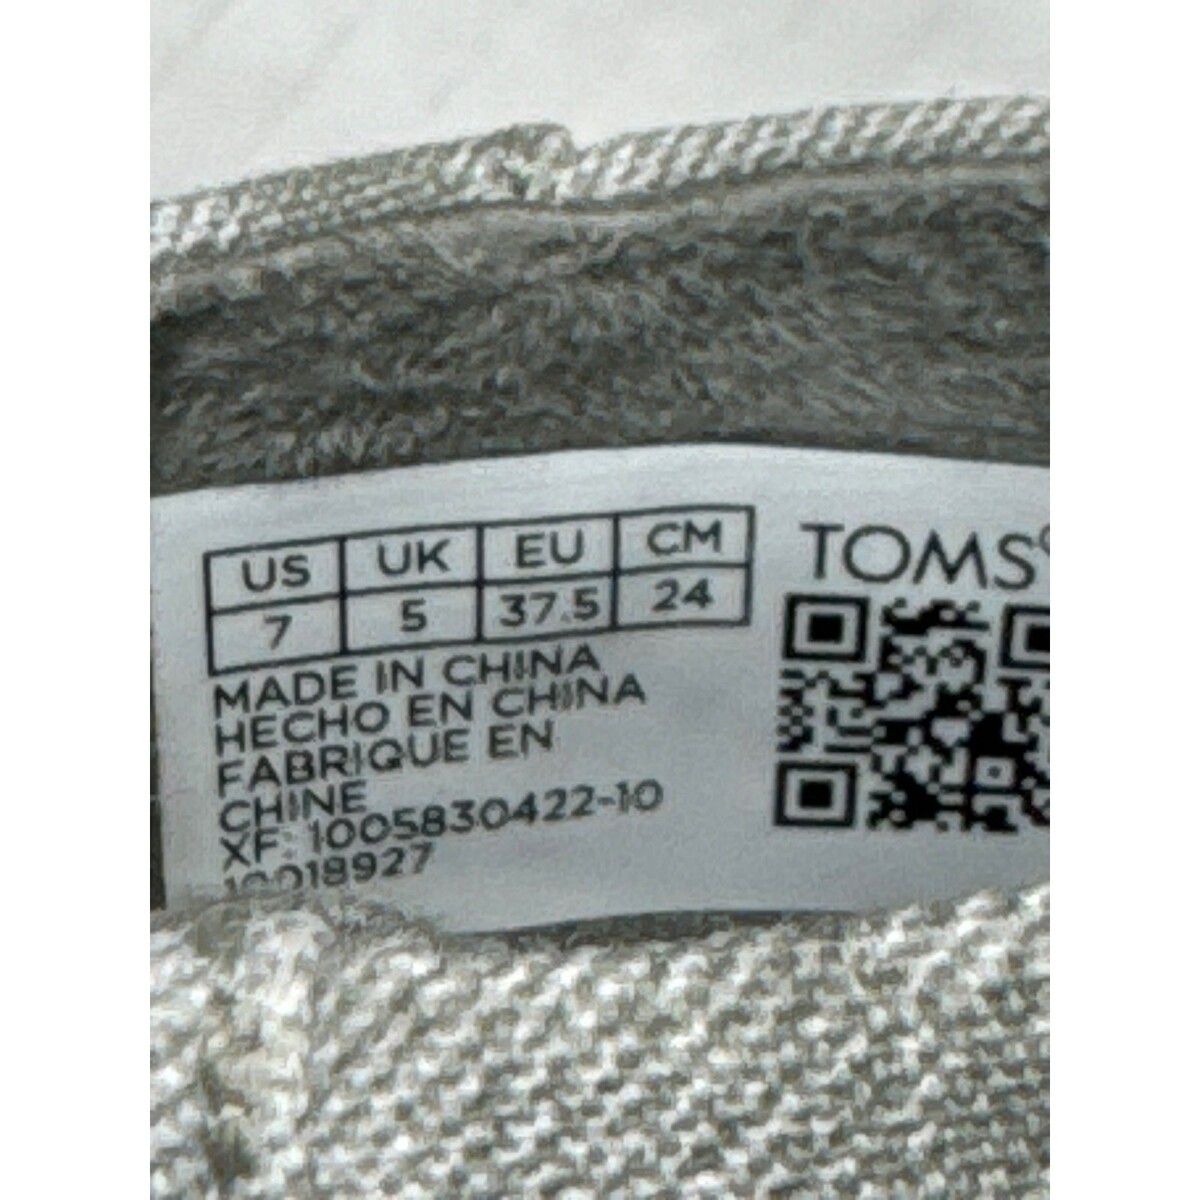 US UK EU CM
7 5 37.5 24
MADE IN CHINA
HECHO EN CHINA
FABRIQUE EN
CHINE
XF: 1005830422-10
10018927
TOMS®